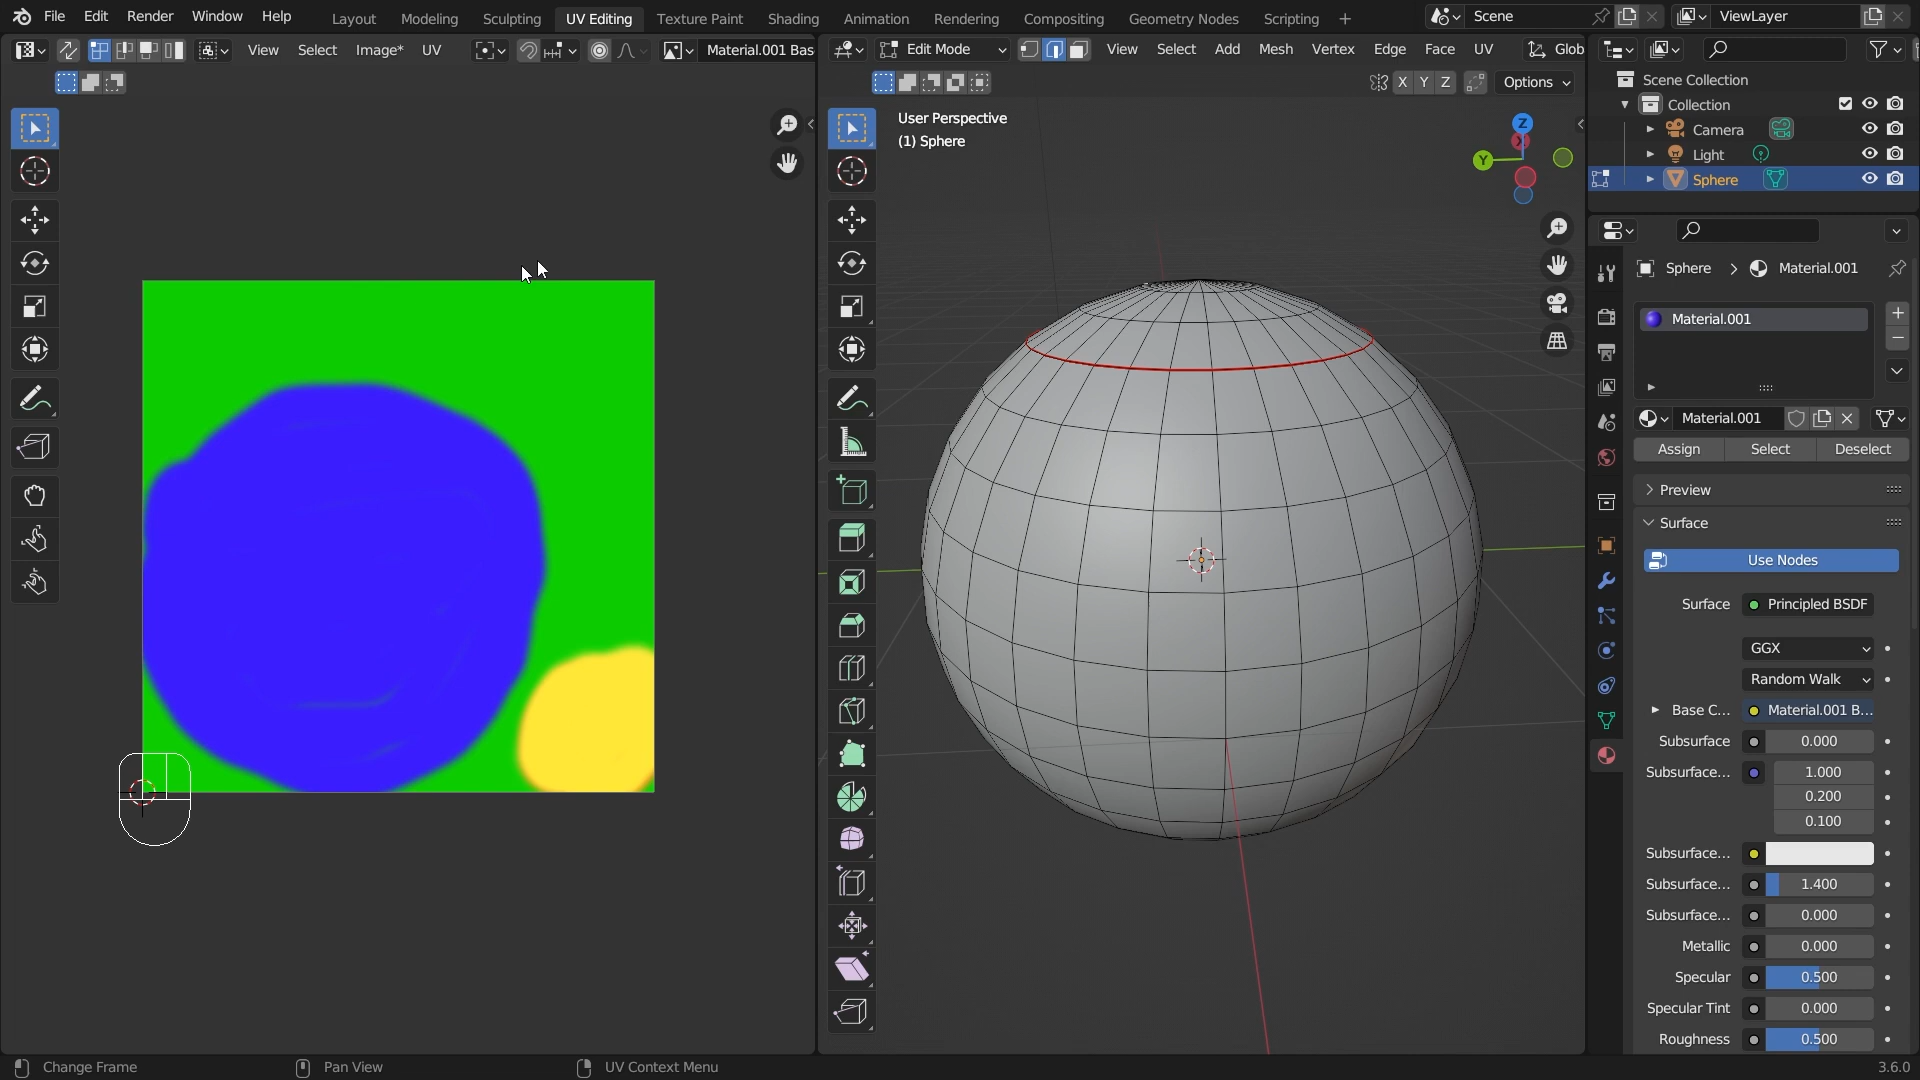 File Edit Render Window Help Layout Modeling Sculpting UV Editing Texture Paint Shading Animation Rendering Compositing Geometry Nodes Scripting + Scene ViewLayer
View Select Image* UV Material.001 Bas
Edit Mode View Select Add Mesh Vertex Edge Face UV Glob
X Y Z Options
User Perspective
(1) Sphere
Z
Y
X
Scene Collection
Collection
Camera
Light
Sphere
Sphere > Material.001
Material.001
Material.001
Assign Select Deselect
Preview
Surface
Use Nodes
Surface Principled BSDF
GGX
Random Walk
Base C... Material.001 B...
Subsurface 0.000
Subsurface... 1.000
0.200
0.100
Subsurface...
Subsurface... 1.400
Subsurface... 0.000
Metallic 0.000
Specular 0.500
Specular Tint 0.000
Roughness 0.500
Change Frame Pan View UV Context Menu 3.6.0